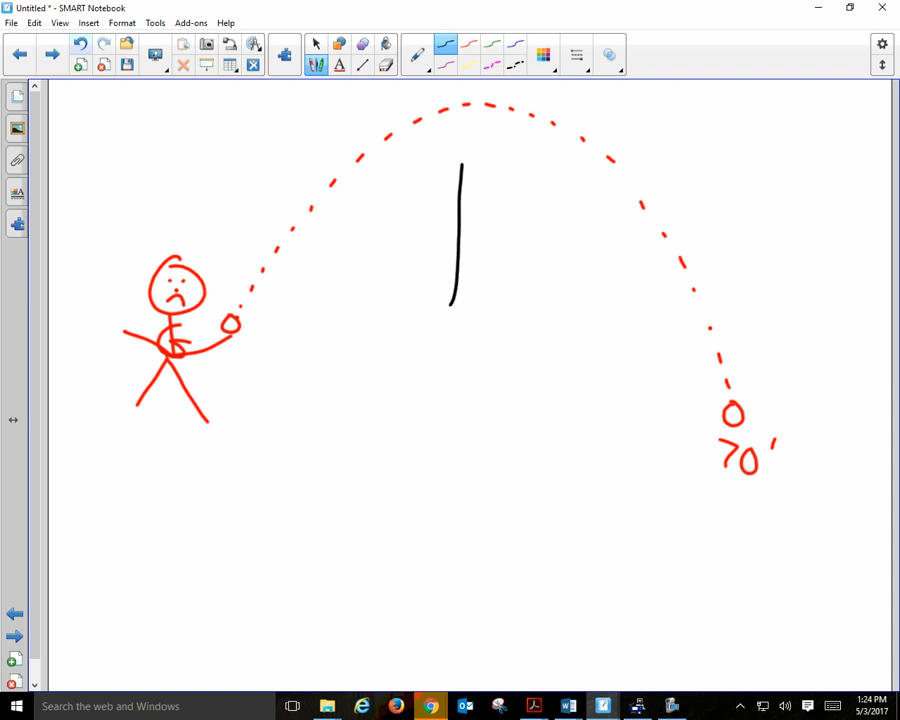 Untitled * - SMART Notebook
File Edit View Insert Format Tools Add-ons Help
70'
Search the web and Windows
1:24 PM
5/3/2017